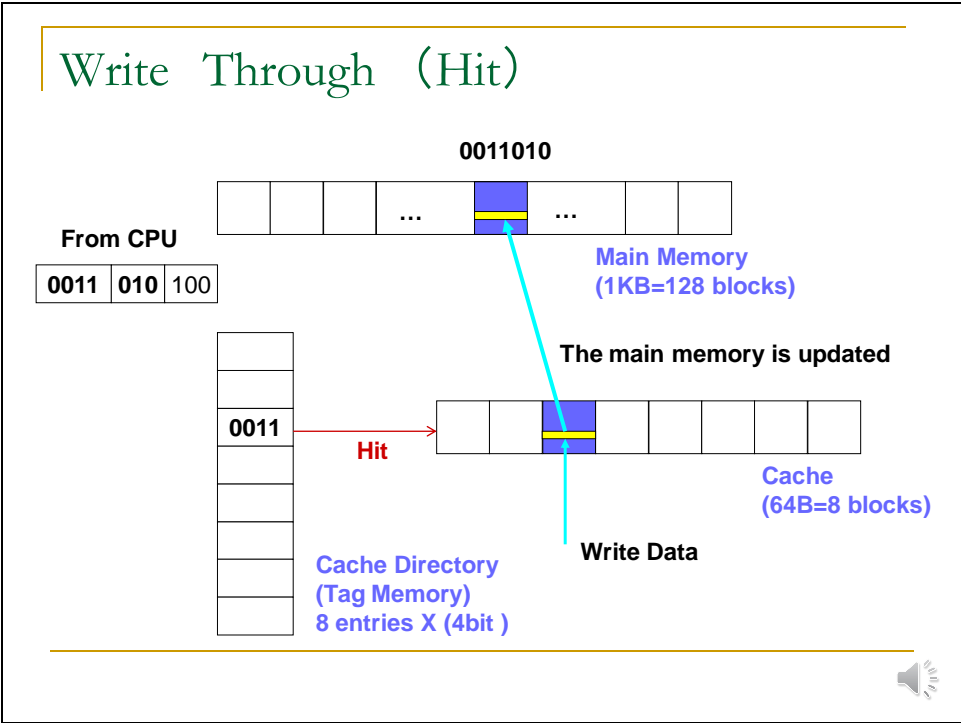 Write Through （Hit）
0011010
… …
From CPU
0011 010 100
Main Memory
(1KB=128 blocks)
The main memory is updated
0011
Hit
Cache
(64B=8 blocks)
Write Data
Cache Directory
(Tag Memory)
8 entries X (4bit )